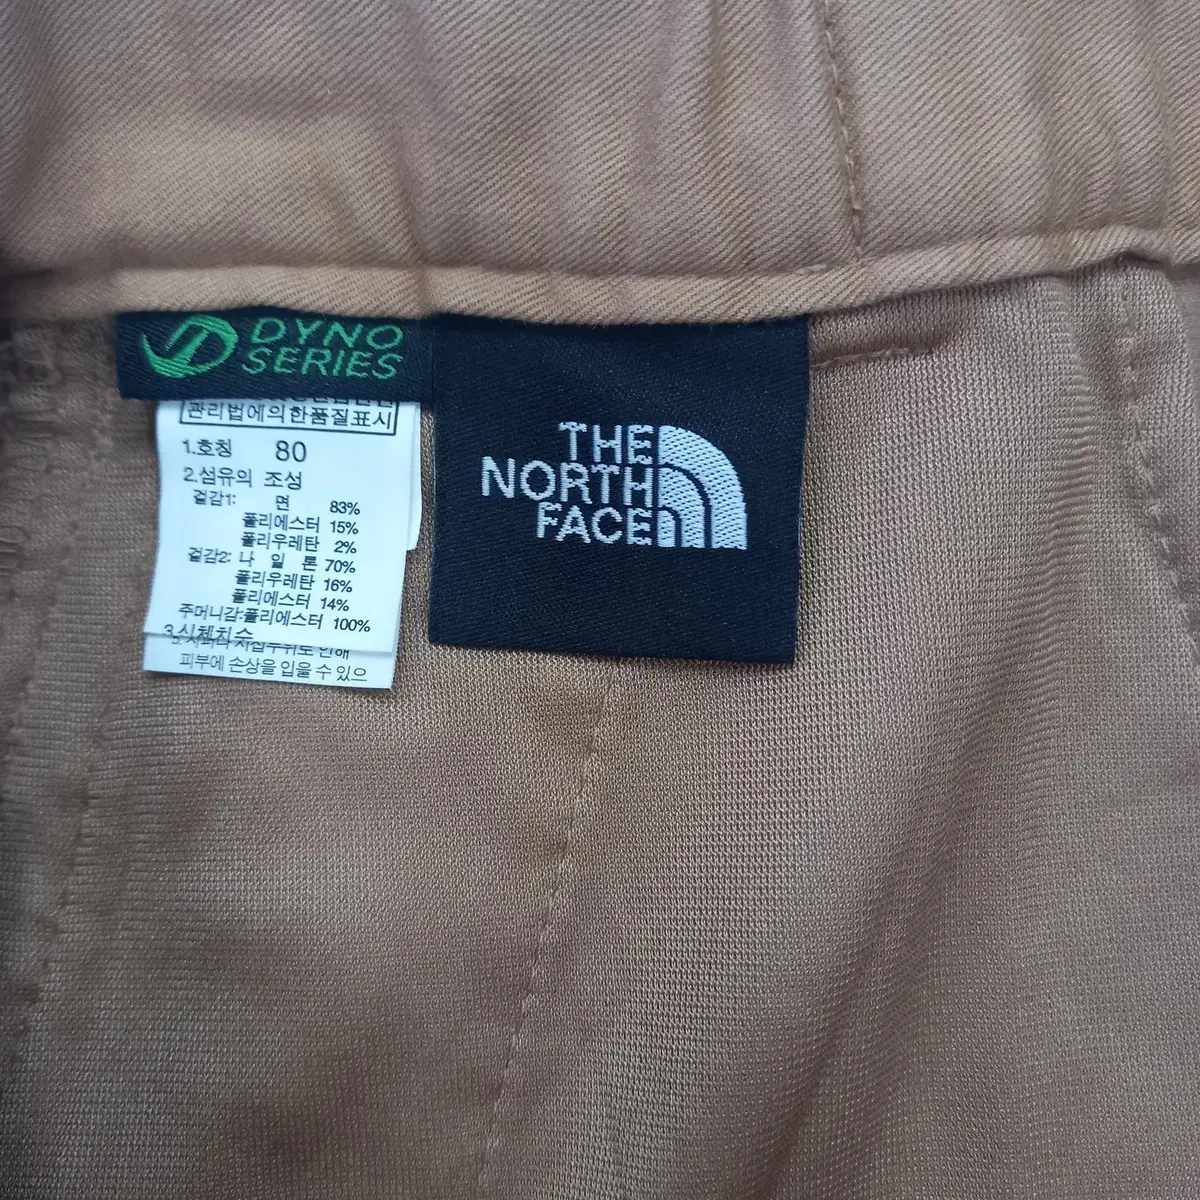 DYNO
SERIES
관리법에의한품질표시
1.호칭 80
2.섬유의 조성
겉감1: 면 83%
폴리에스터 15%
폴리우레탄 2%
겉감2: 나 일 론 70%
폴리우레탄 16%
폴리에스터 14%
주머니감:폴리에스터 100%
3.신체치수
피부에 손상을 입을 수 있으
THE
NORTH
FACE